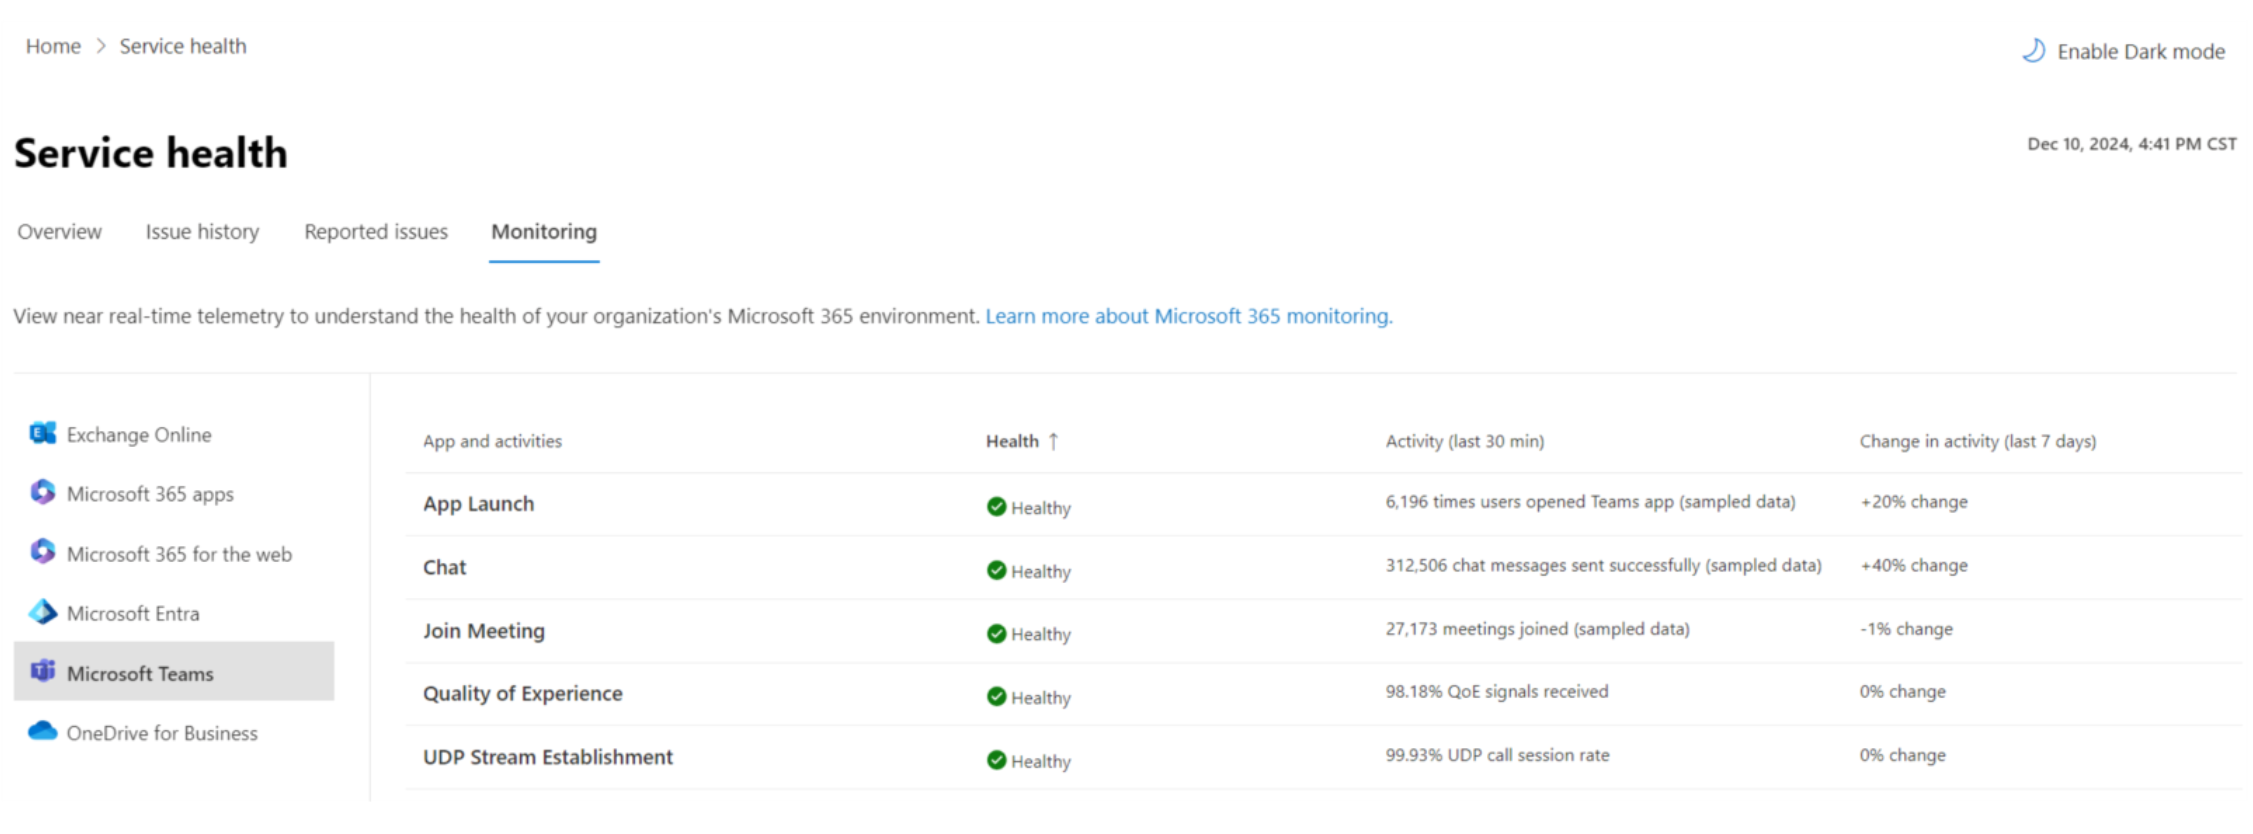 Home > Service health
Enable Dark mode
Service health
Dec 10, 2024, 4:41 PM CST
Overview Issue history Reported issues Monitoring
View near real-time telemetry to understand the health of your organization's Microsoft 365 environment. Learn more about Microsoft 365 monitoring.
Exchange Online
Microsoft 365 apps
Microsoft 365 for the web
Microsoft Entra
Microsoft Teams
OneDrive for Business
App and activities Health ↑ Activity (last 30 min) Change in activity (last 7 days)
App Launch Healthy 6,196 times users opened Teams app (sampled data) +20% change
Chat Healthy 312,506 chat messages sent successfully (sampled data) +40% change
Join Meeting Healthy 27,173 meetings joined (sampled data) -1% change
Quality of Experience Healthy 98.18% QoE signals received 0% change
UDP Stream Establishment Healthy 99.93% UDP call session rate 0% change